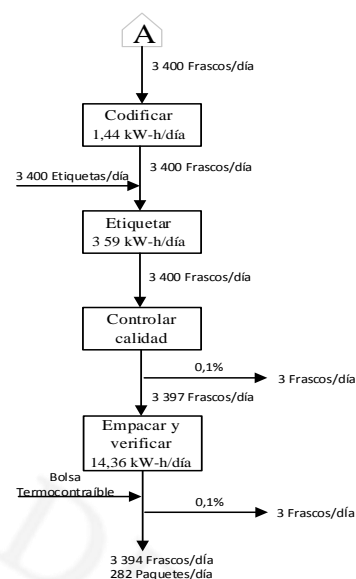 A
3 400 Frascos/día
Codificar
1,44 kW-h/día
3 400 Frascos/día
3 400 Etiquetas/día
Etiquetar
3 59 kW-h/día
3 400 Frascos/día
Controlar
calidad
0,1%
3 Frascos/día
3 397 Frascos/día
Empacar y
verificar
14,36 kW-h/día
Bolsa
Termocontraíble
0,1%
3 Frascos/día
3 394 Frascos/día
282 Paquetes/día